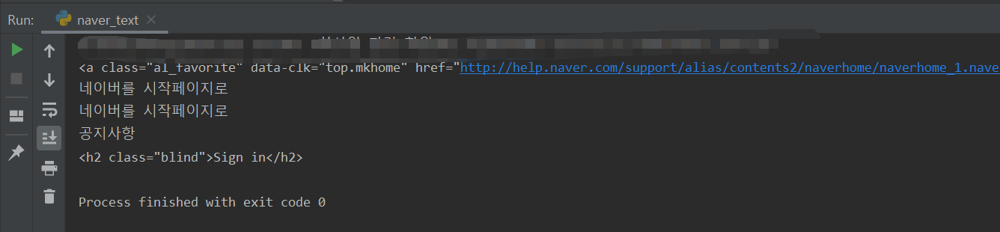 Run:
naver_text
<a class="al_favorite" data-clk="top.mkhome" href="http://help.naver.com/support/alias/contents2/naverhome/naverhome_1.nave
네이버를 시작페이지로
네이버를 시작페이지로
공지사항
<h2 class="blind">Sign in</h2>
Process finished with exit code 0